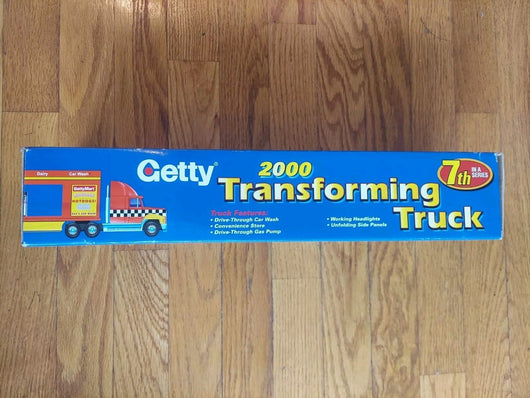 Getty®
2000
Transforming
Truck
7th
IN A
SERIES
Truck Features:
• Drive-Through Car Wash
• Convenience Store
• Drive-Through Gas Pump
• Working Headlights
• Unfolding Side Panels
Dairy Car Wash
GettyMart